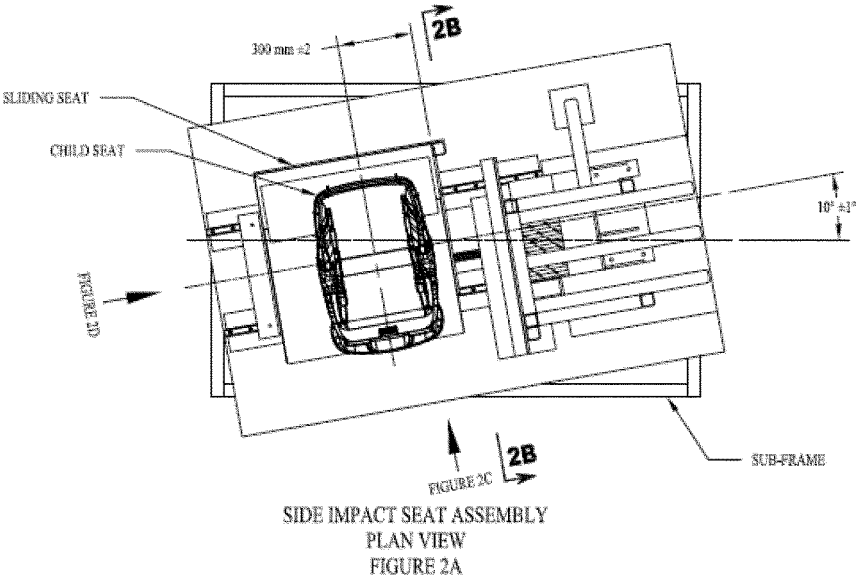 2B
300 mm ±2
SLIDING SEAT
CHILD SEAT
10° ±1°
FIGURE 2D
2B
FIGURE 2C
SUB-FRAME
SIDE IMPACT SEAT ASSEMBLY
PLAN VIEW
FIGURE 2A